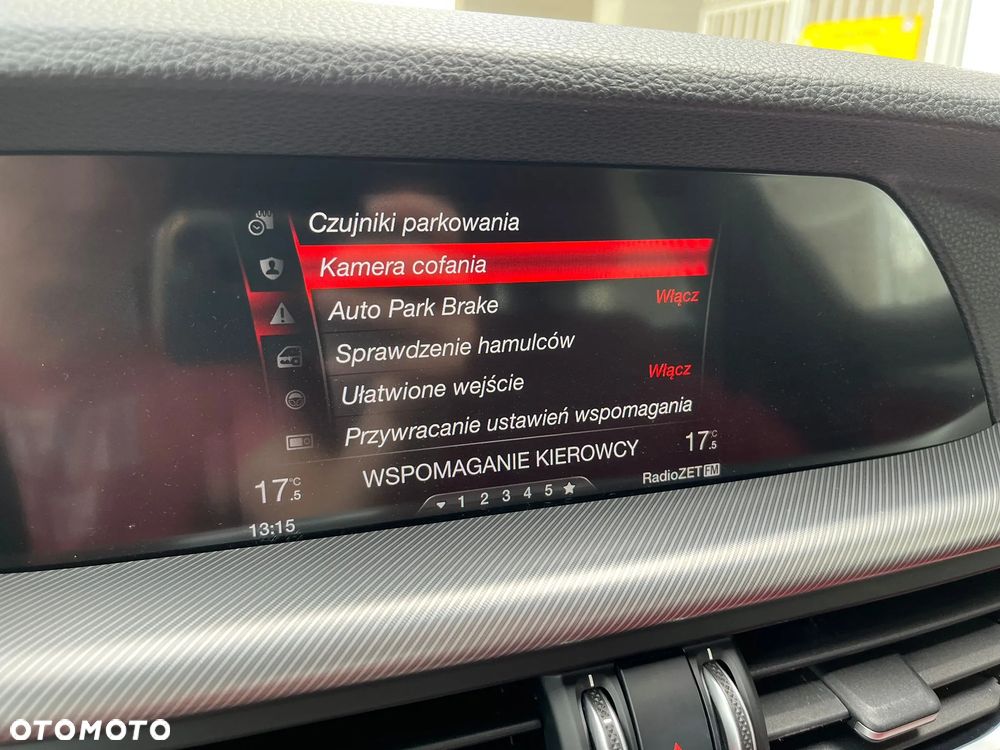 Czujniki parkowania
Kamera cofania
Auto Park Brake Włącz
Sprawdzenie hamulców
Ułatwione wejście Włącz
Przywracanie ustawień wspomagania
WSPOMAGANIE KIEROWCY
17.5°C 17.5°C
1 2 3 4 5
RadioZET FM
13:15
OTOMOTO